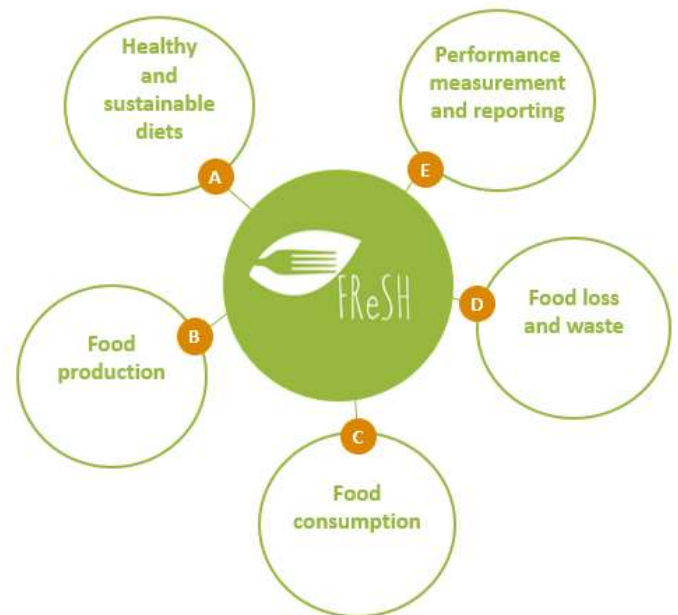 Healthy
and
sustainable
diets
A
Performance
measurement
and reporting
E
FReSH
B
Food
production
D
Food loss
and waste
C
Food
consumption